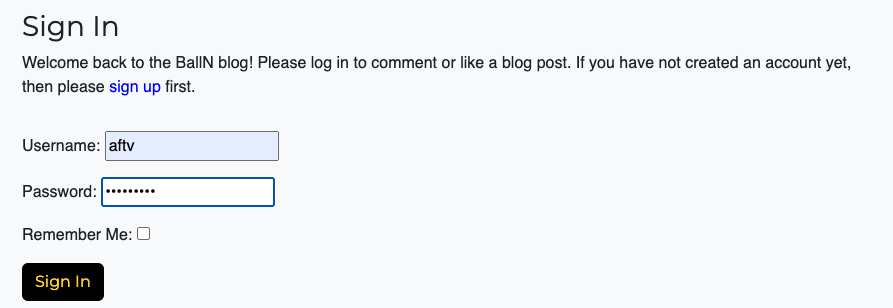 Sign In
Welcome back to the BallN blog! Please log in to comment or like a blog post. If you have not created an account yet,
then please sign up first.
Username: aftv
Password: •••••••••
Remember Me:
Sign In